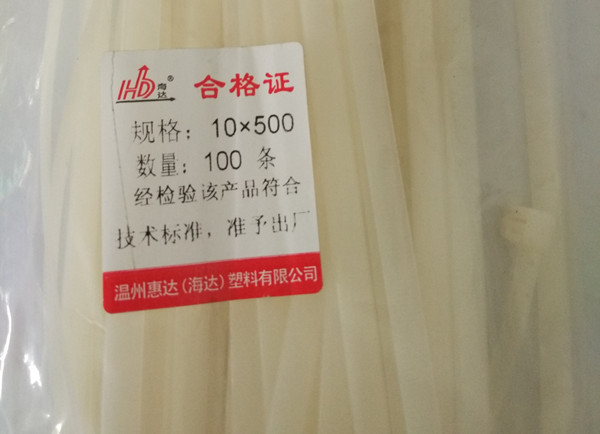 HD 海达® 合格证
规格：10×500
数量：100 条
经检验该产品符合
技术标准，准予出厂
温州惠达（海达）塑料有限公司